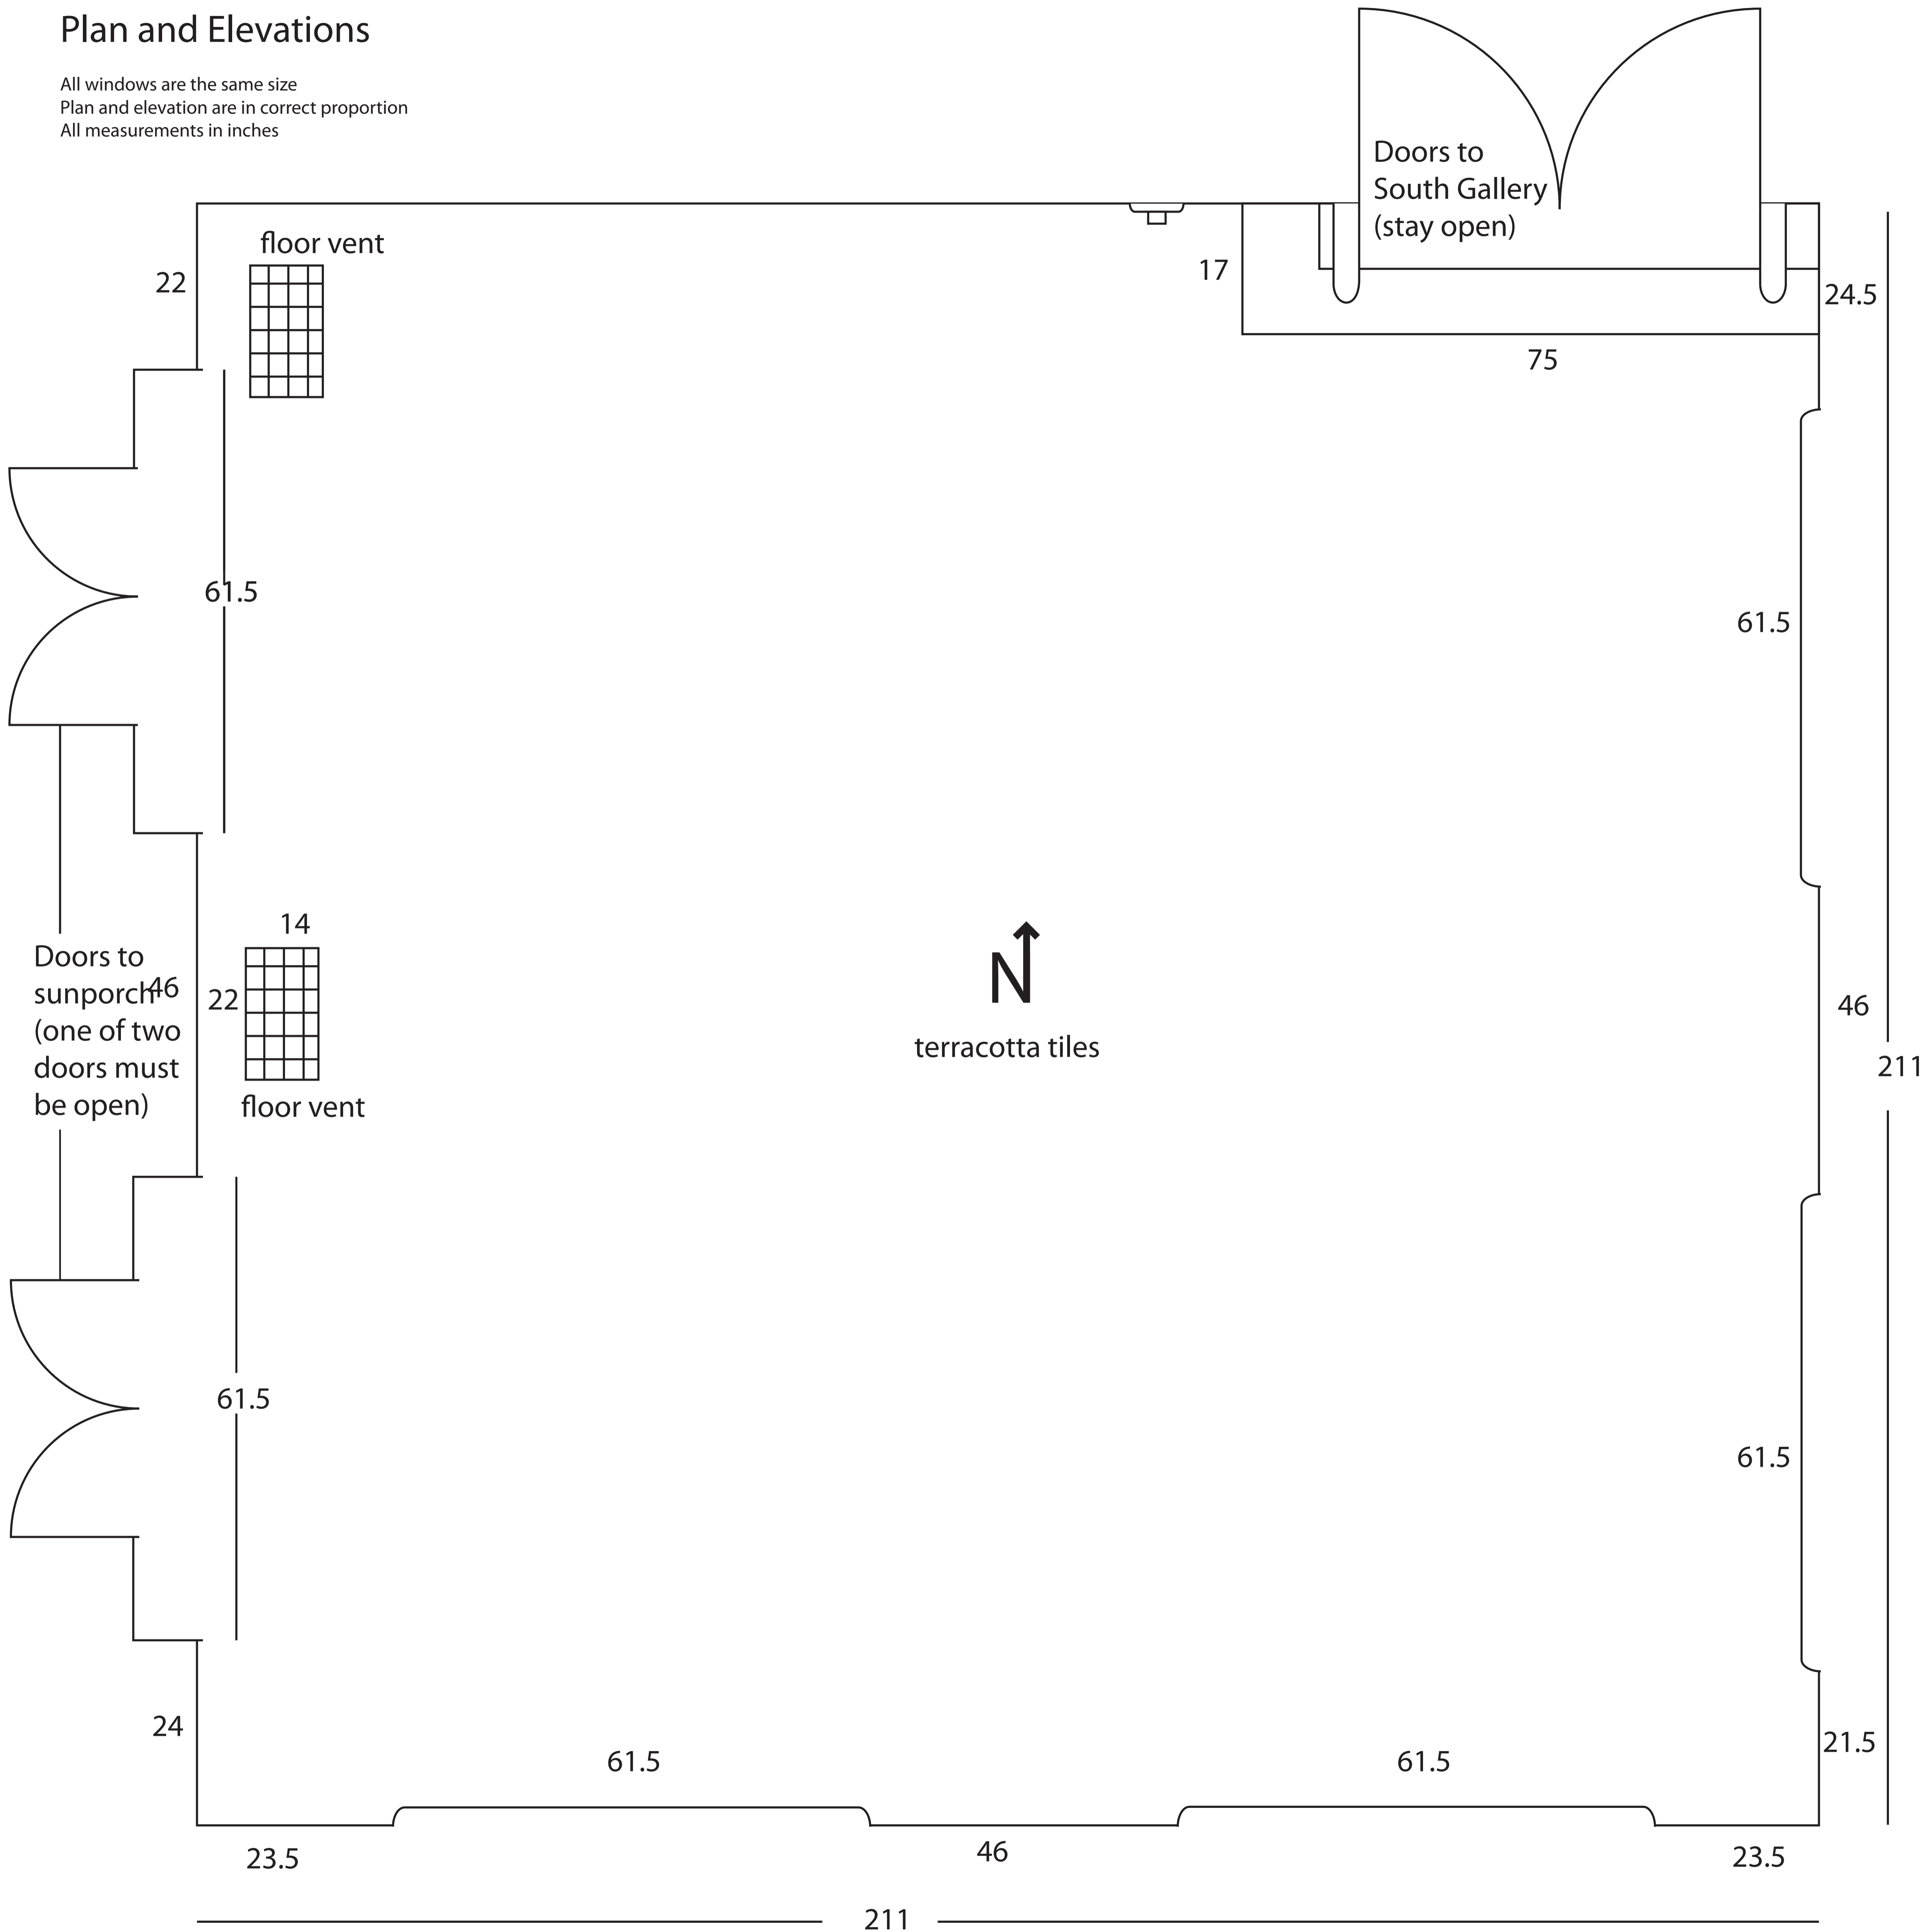 Plan and Elevations
All windows are the same size
Plan and elevation are in correct proportion
All measurements in inches
Doors to
South Gallery
(stay open)
floor vent
22
17
24.5
75
61.5
61.5
14
Doors to
sunporch
(one of two
doors must
be open)
46
22
floor vent
N
terracotta tiles
46
211
61.5
61.5
24
21.5
61.5
61.5
23.5
46
23.5
211